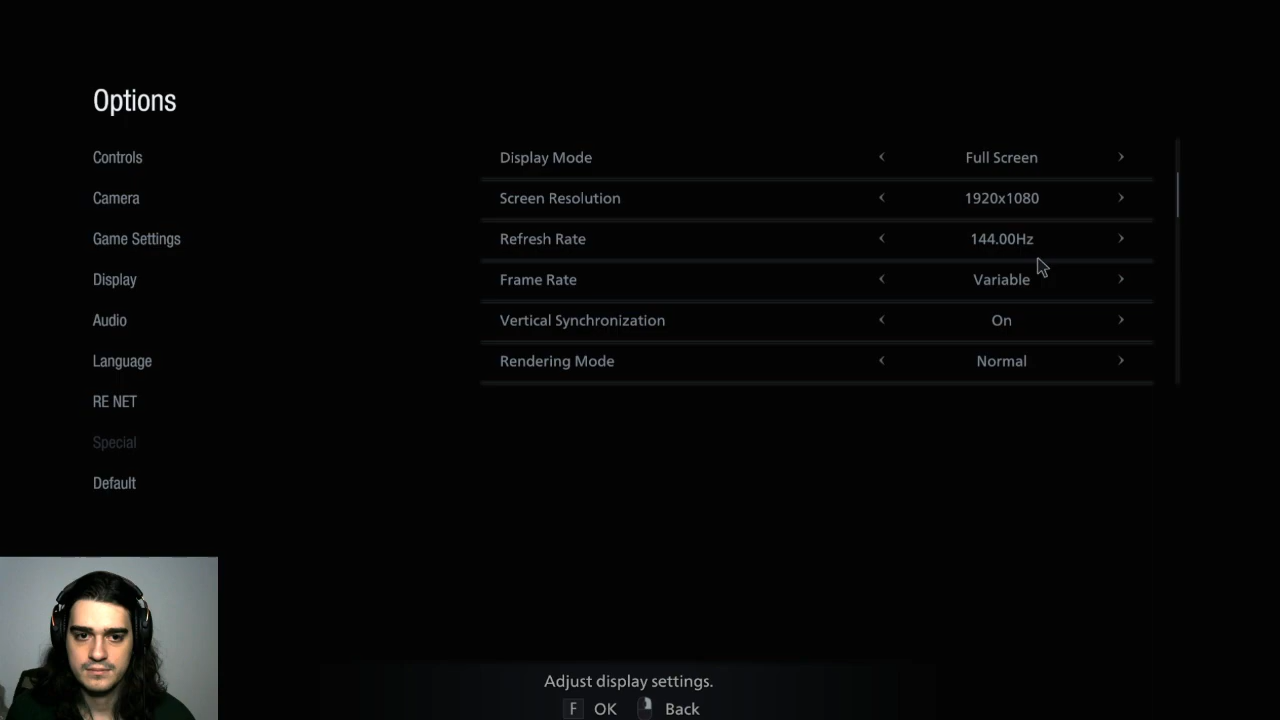 Options
Controls
Camera
Game Settings
Display
Audio
Language
RE NET
Special
Default
Display Mode < Full Screen >
Screen Resolution < 1920x1080 >
Refresh Rate < 144.00Hz >
Frame Rate < Variable >
Vertical Synchronization < On >
Rendering Mode < Normal >
Adjust display settings.
F OK Back